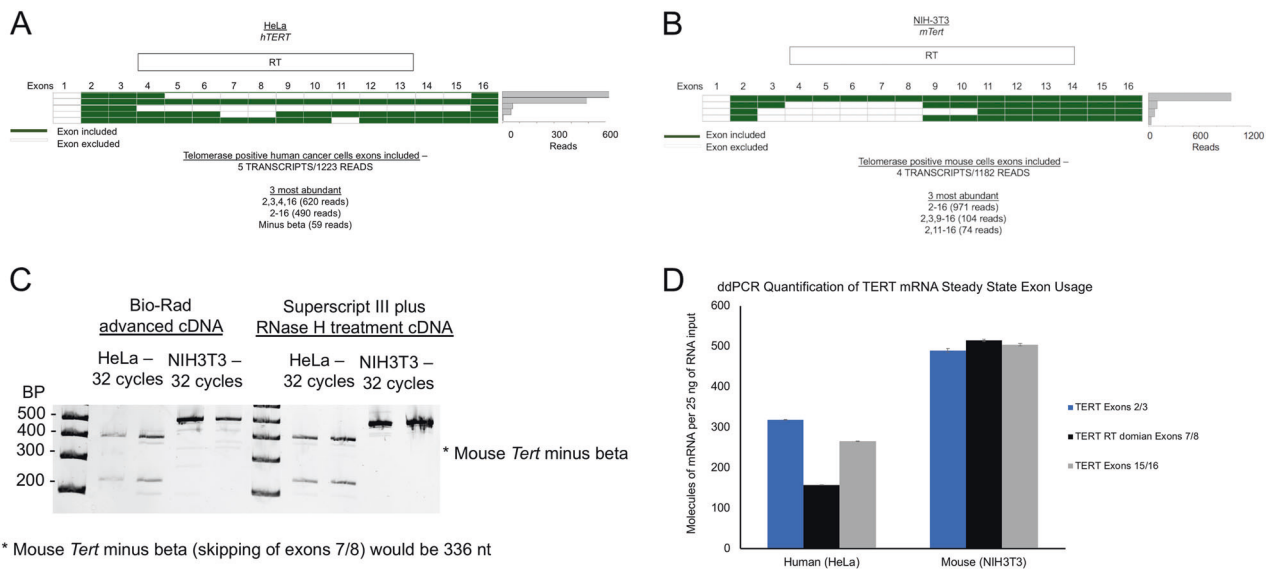 A
HeLa
hTERT
RT
Exons 1 2 3 4 5 6 7 8 9 10 11 12 13 14 15 16
0 300 600
Reads
Exon included
Exon excluded
Telomerase positive human cancer cells exons included –
5 TRANSCRIPTS/1223 READS
3 most abundant
2,3,4,16 (620 reads)
2-16 (490 reads)
Minus beta (59 reads)
B
NIH-3T3
mTert
RT
Exons 1 2 3 4 5 6 7 8 9 10 11 12 13 14 15 16
0 600 1200
Reads
Exon included
Exon excluded
Telomerase positive mouse cells exons included –
4 TRANSCRIPTS/1182 READS
3 most abundant
2-16 (971 reads)
2,3,9-16 (104 reads)
2,11-16 (74 reads)
C
Bio-Rad
advanced cDNA
Superscript III plus
RNase H treatment cDNA
HeLa – NIH3T3 – HeLa – NIH3T3 –
32 cycles 32 cycles 32 cycles 32 cycles
BP
500 -
400 -
300 -
200 -
* Mouse Tert minus beta
* Mouse Tert minus beta (skipping of exons 7/8) would be 336 nt
D
ddPCR Quantification of TERT mRNA Steady State Exon Usage
Molecules of mRNA per 25 ng of RNA input
600
500
400
300
200
100
0
Human (HeLa) Mouse (NIH3T3)
TERT Exons 2/3
TERT RT domian Exons 7/8
TERT Exons 15/16